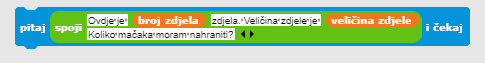 pitaj spoji Ovdje je broj zdjela zdjela. Veličina zdjele je veličina zdjele i čekaj
Koliko mačaka moram nahraniti?